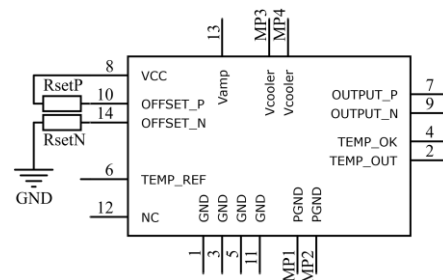 13
MP3
MP4
8
VCC
Vamp
Vcooler
Vcooler
RsetP
10
OFFSET_P
OUTPUT_P
7
14
OFFSET_N
OUTPUT_N
9
RsetN
TEMP_OK
4
TEMP_OUT
2
6
TEMP_REF
GND
12
NC
GND
GND
GND
GND
PGND
PGND
1
3
5
11
MP1
MP2